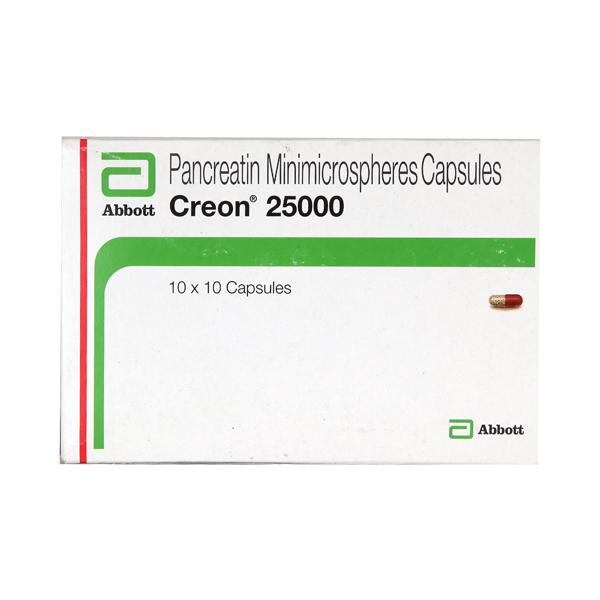 Pancreatin Minimicrospheres Capsules
Abbott
Creon® 25000
10 x 10 Capsules
Abbott